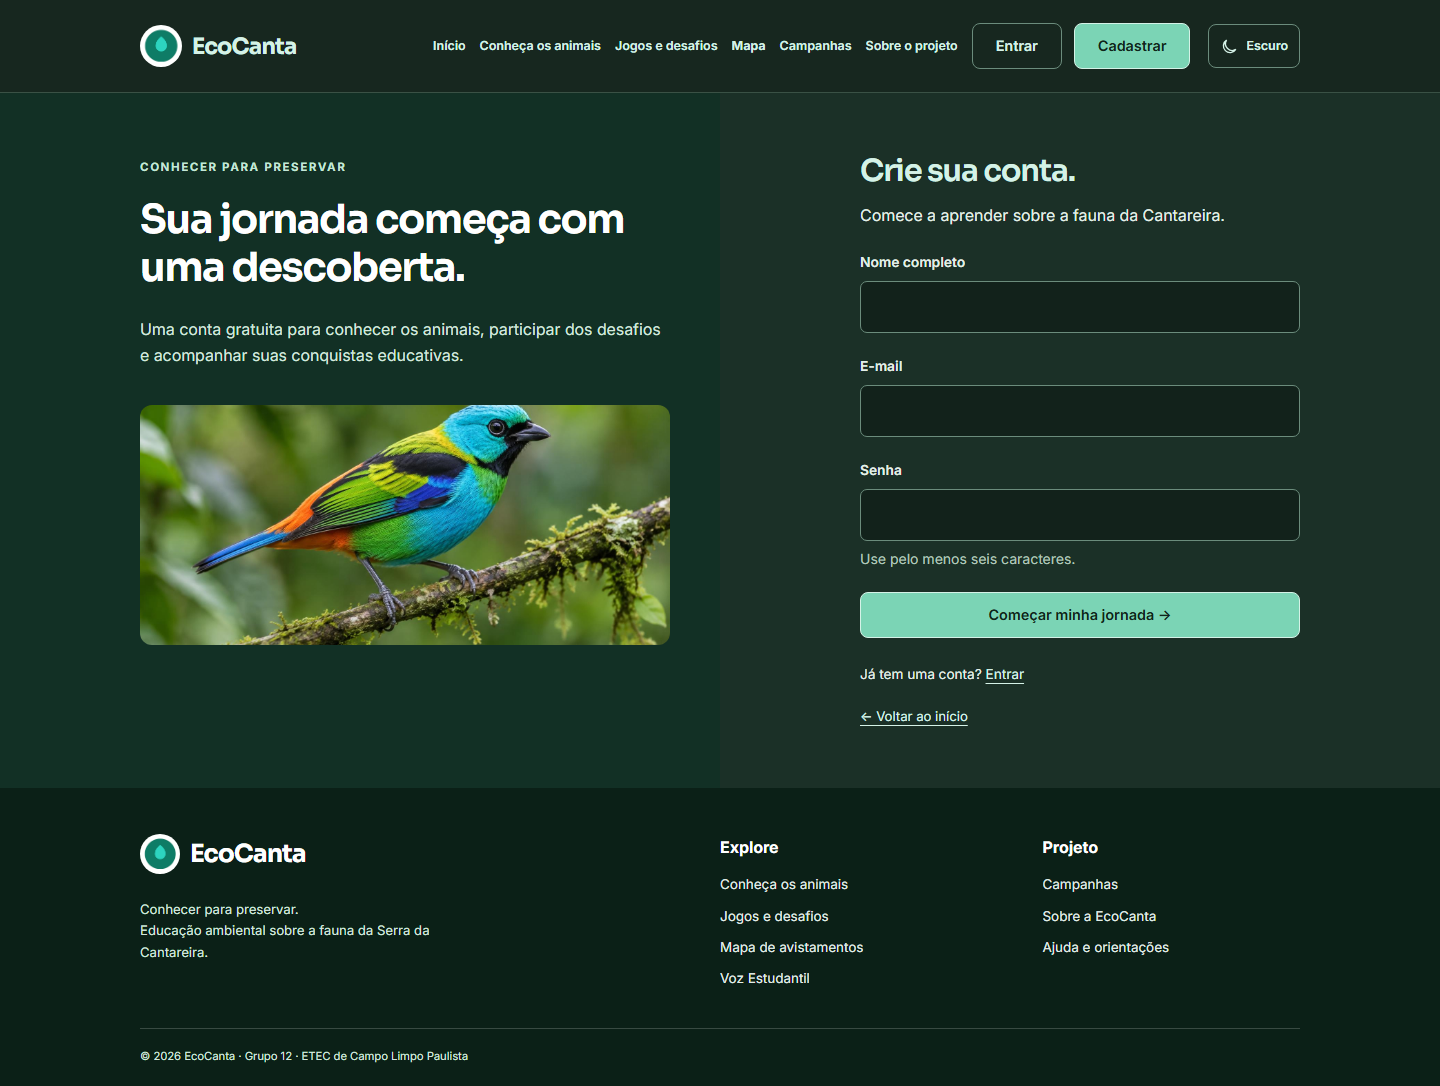 EcoCanta
Início
Conheça os animais
Jogos e desafios
Mapa
Campanhas
Sobre o projeto
Entrar
Cadastrar
Escuro
CONHECER PARA PRESERVAR
Sua jornada começa com
uma descoberta.
Uma conta gratuita para conhecer os animais, participar dos desafios
e acompanhar suas conquistas educativas.
Crie sua conta.
Comece a aprender sobre a fauna da Cantareira.
Nome completo
E-mail
Senha
Use pelo menos seis caracteres.
Começar minha jornada →
Já tem uma conta? Entrar
← Voltar ao início
EcoCanta
Conhecer para preservar.
Educação ambiental sobre a fauna da Serra da
Cantareira.
Explore
Conheça os animais
Jogos e desafios
Mapa de avistamentos
Voz Estudantil
Projeto
Campanhas
Sobre a EcoCanta
Ajuda e orientações
© 2026 EcoCanta · Grupo 12 · ETEC de Campo Limpo Paulista